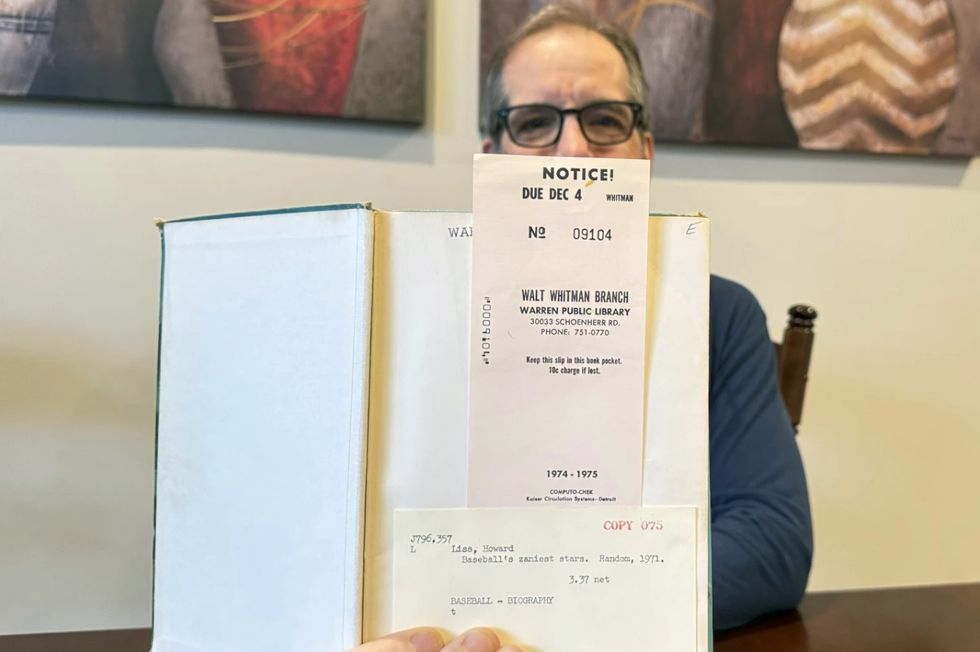 NOTICE!
DUE DEC 4 WHITMAN
WA
E
No 09104
WALT WHITMAN BRANCH
WARREN PUBLIC LIBRARY
30033 SCHOENHERR RD.
PHONE: 751-0770
Keep this slip in this book pocket.
10c charge if lost.
1974 - 1975
COMPUTO-CHEK
Kaiser Circulation Systems-Detroit
COPY 075
J796.357
L Liss, Howard
Baseball's zaniest stars. Random, 1971.
3.37 net
BASEBALL - BIOGRAPHY
t